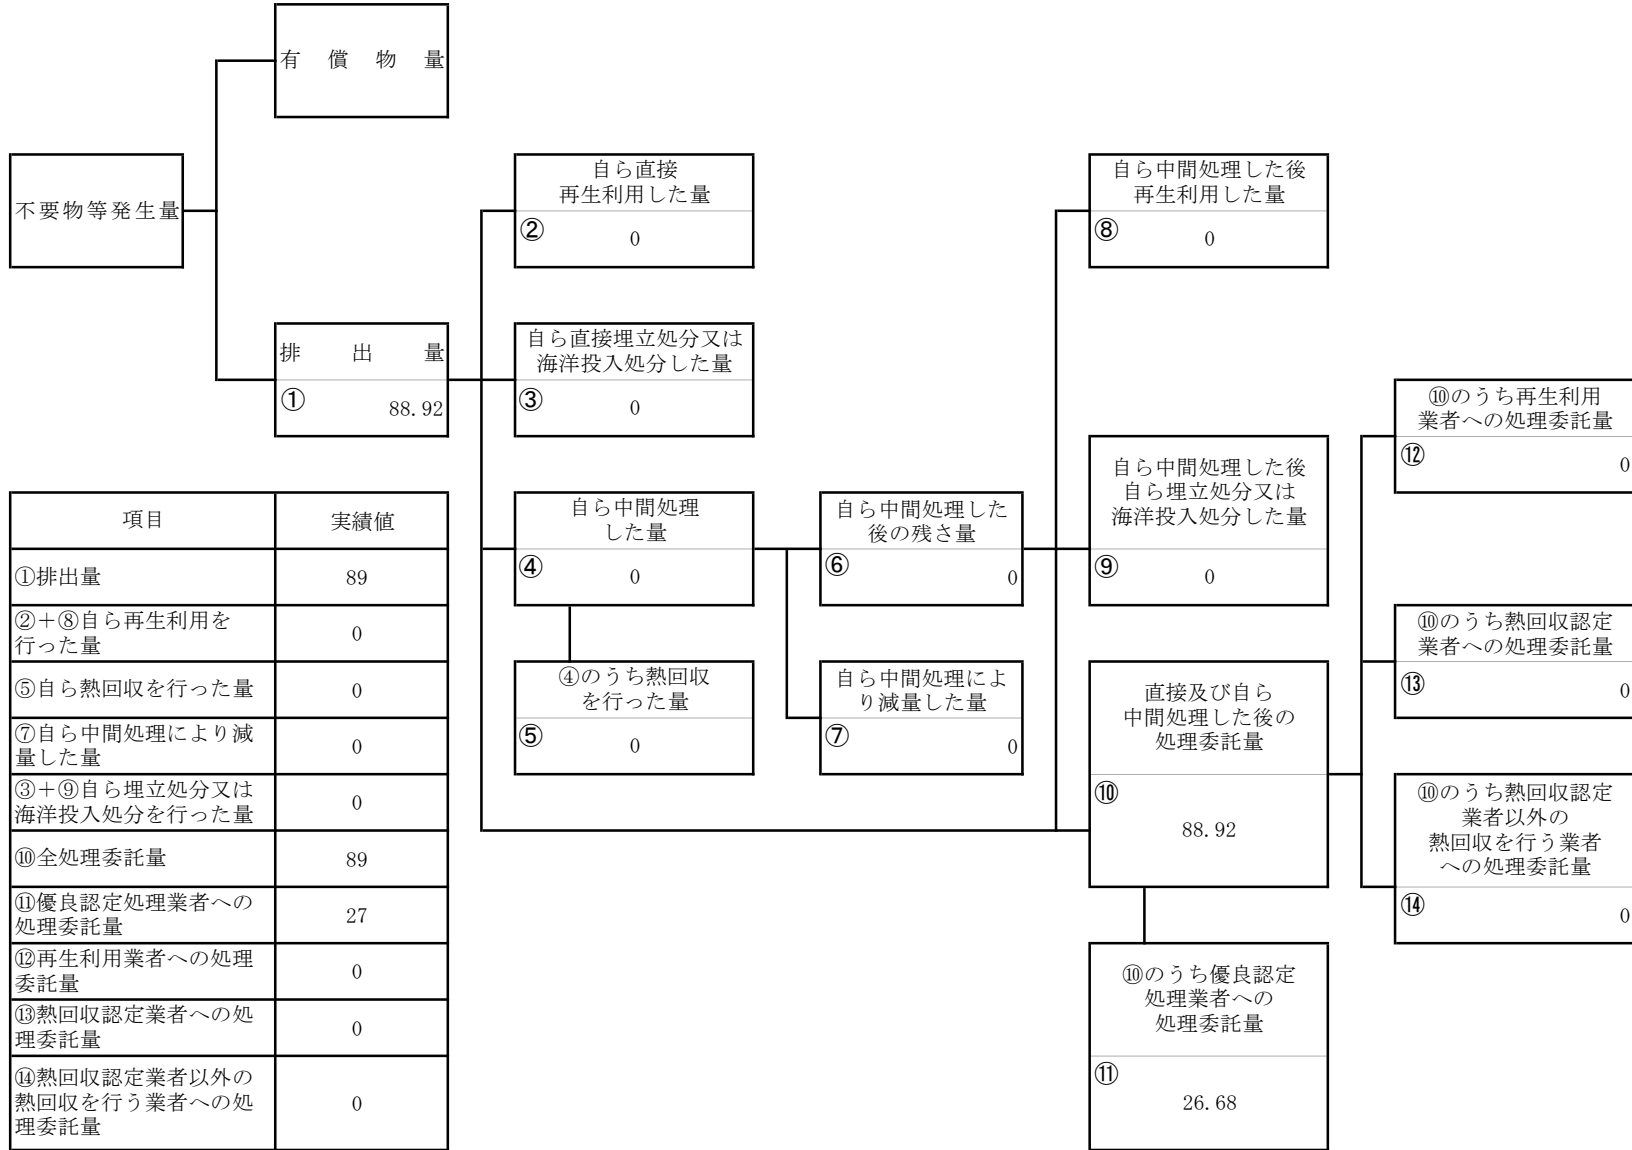 有償物量
不要物等発生量
排出量
①
88.92
自ら直接
再生利用した量
②
0
自ら直接埋立処分又は
海洋投入処分した量
③
0
自ら中間処理
した量
④
0
④のうち熱回収
を行った量
⑤
0
自ら中間処理した
後の残さ量
⑥
0
自ら中間処理によ
り減量した量
⑦
0
自ら中間処理した後
再生利用した量
⑧
0
自ら中間処理した後
自ら埋立処分又は
海洋投入処分した量
⑨
0
直接及び自ら
中間処理した後の
処理委託量
⑩
88.92
⑩のうち優良認定
処理業者への
処理委託量
⑪
26.68
⑩のうち再生利用
業者への処理委託量
⑫
0
⑩のうち熱回収認定
業者への処理委託量
⑬
0
⑩のうち熱回収認定
業者以外の
熱回収を行う業者
への処理委託量
⑭
0
項目 実績値
①排出量 89
②＋⑧自ら再生利用を
行った量 0
⑤自ら熱回収を行った量 0
⑦自ら中間処理により減
量した量 0
③＋⑨自ら埋立処分又は
海洋投入処分を行った量 0
⑩全処理委託量 89
⑪優良認定処理業者への
処理委託量 27
⑫再生利用業者への処理
委託量 0
⑬熱回収認定業者への処
理委託量 0
⑭熱回収認定業者以外の
熱回収を行う業者への処
理委託量 0